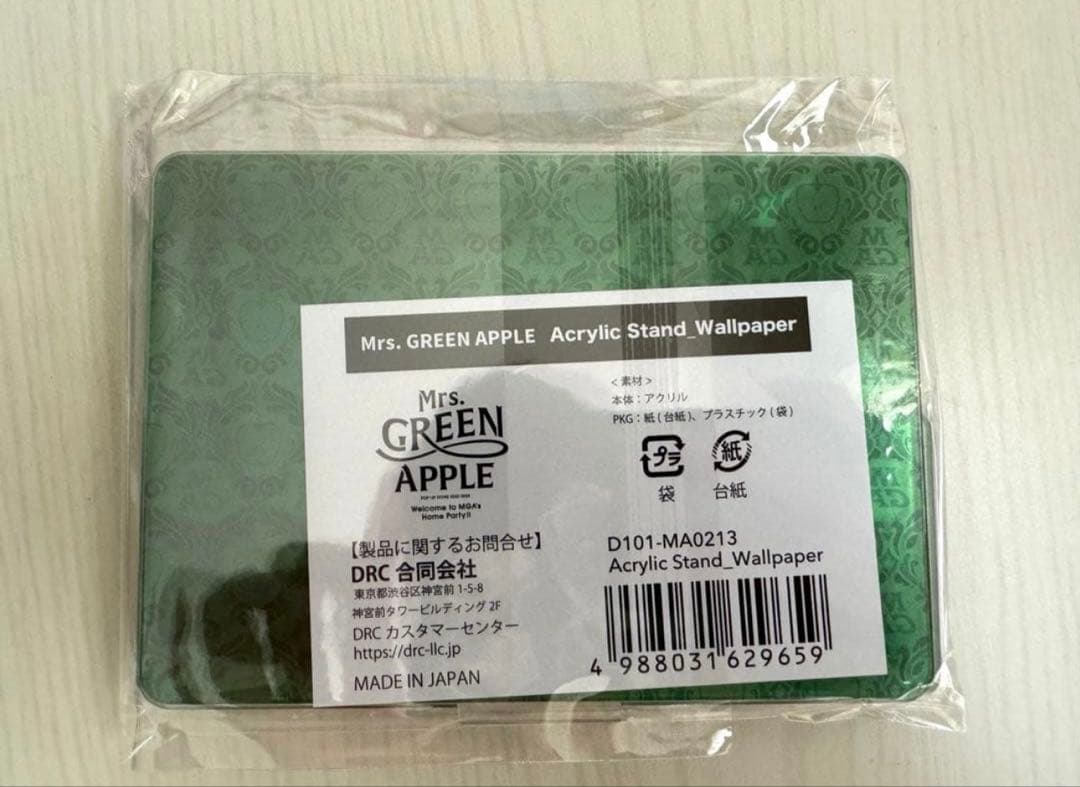 Mrs. GREEN APPLE Acrylic Stand_Wallpaper
Mrs.
GREEN
APPLE
Welcome to MGA's
Home Party!!
<素材>
本体:アクリル
PKG:紙(台紙)、プラスチック(袋)
プラ
紙
袋
台紙
【製品に関するお問合せ】
DRC 合同会社
東京都渋谷区神宮前 1-5-8
神宮前タワービルディング 2F
DRC カスタマーセンター
https://drc-llc.jp
MADE IN JAPAN
D101-MA0213
Acrylic Stand_Wallpaper
4 988031 629659